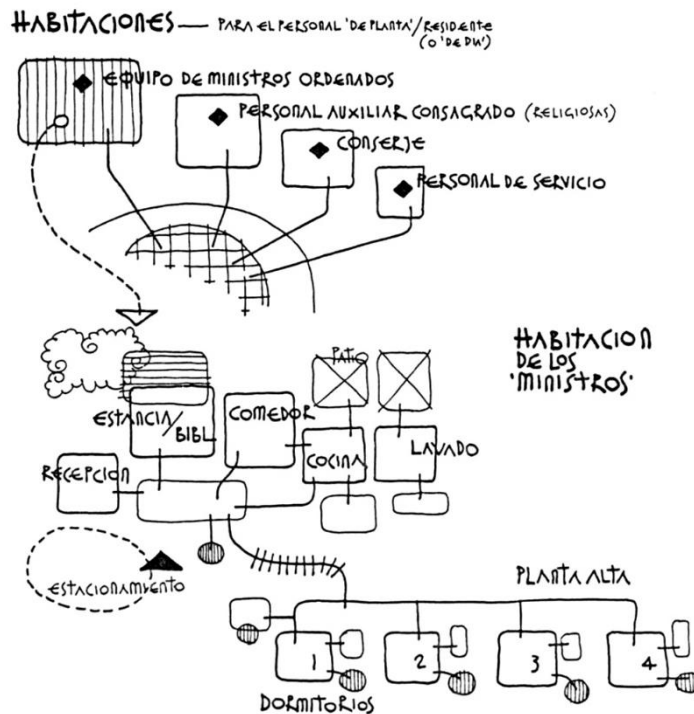 HABITACIONES — PARA EL PERSONAL 'DE PLANTA'/RESIDENTE
(O 'DE DIA')
EQUIPO DE MINISTROS ORDENADOS
PERSONAL AUXILIAR CONSAGRADO (RELIGIOSAS)
CONSERJE
PERSONAL DE SERVICIO
HABITACION
DE LOS
'MINISTROS'
PATIO
ESTANCIA/
BIBL
COMEDOR
COCINA
LAVADO
RECEPCION
ESTACIONAMIENTO
PLANTA ALTA
1
2
3
4
DORMITORIOS